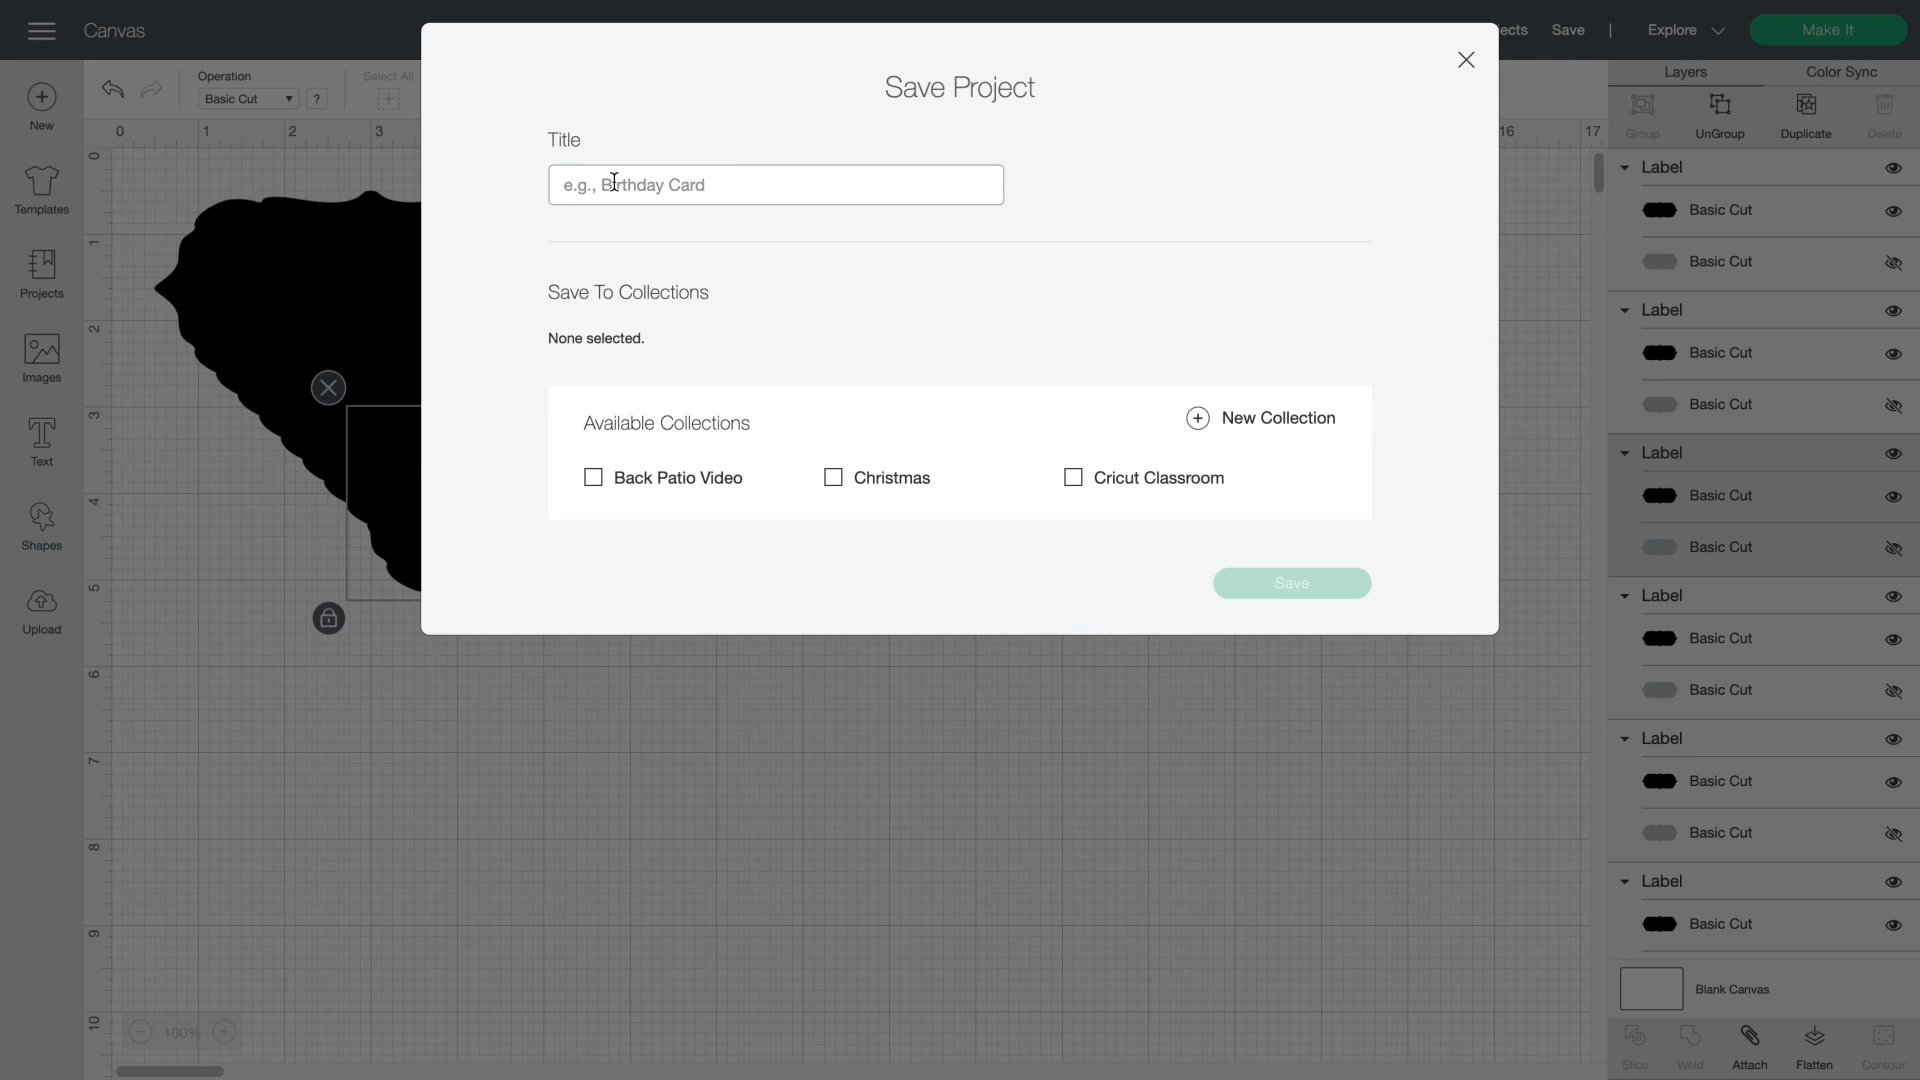 Canvas
ects
Save
|
Explore
Make It
Save Project
Title
e.g., Birthday Card
Save To Collections
None selected.
Available Collections
New Collection
Back Patio Video
Christmas
Cricut Classroom
Save
Operation
Basic Cut
?
Select All
0 1 2 3
16 17
0
1
2
3
4
5
6
7
8
9
10
New
Templates
Projects
Images
Text
Shapes
Upload
100%
Layers
Color Sync
Group
UnGroup
Duplicate
Delete
Label
Basic Cut
Basic Cut
Label
Basic Cut
Basic Cut
Label
Basic Cut
Basic Cut
Label
Basic Cut
Basic Cut
Label
Basic Cut
Basic Cut
Label
Basic Cut
Blank Canvas
Slice
Weld
Attach
Flatten
Contour